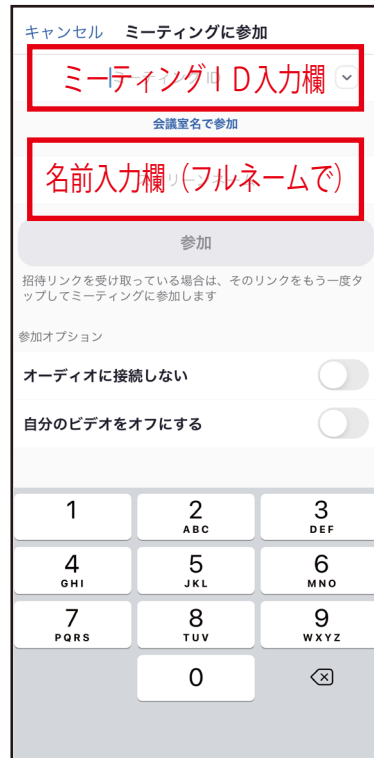 キャンセル ミーティングに参加
ミーティングＩＤ入力欄
会議室名で参加
名前入力欄（フルネームで）
参加
招待リンクを受け取っている場合は、そのリンクをもう一度タ
ップしてミーティングに参加します
参加オプション
オーディオに接続しない
自分のビデオをオフにする
1 2 3
ABC DEF
4 5 6
GHI JKL MNO
7 8 9
PQRS TUV WXYZ
0